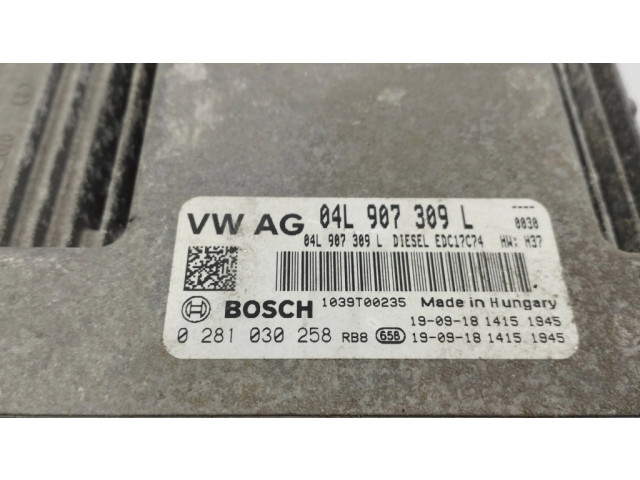 VW AG 04L 907 309 L ----
0030
04L 907 309 L DIESEL EDC17C74 HW: H37
BOSCH 1039T00235 Made in Hungary
19-09-18 1415 1945
0 281 030 258 RB8 658 19-09-18 1415 1945